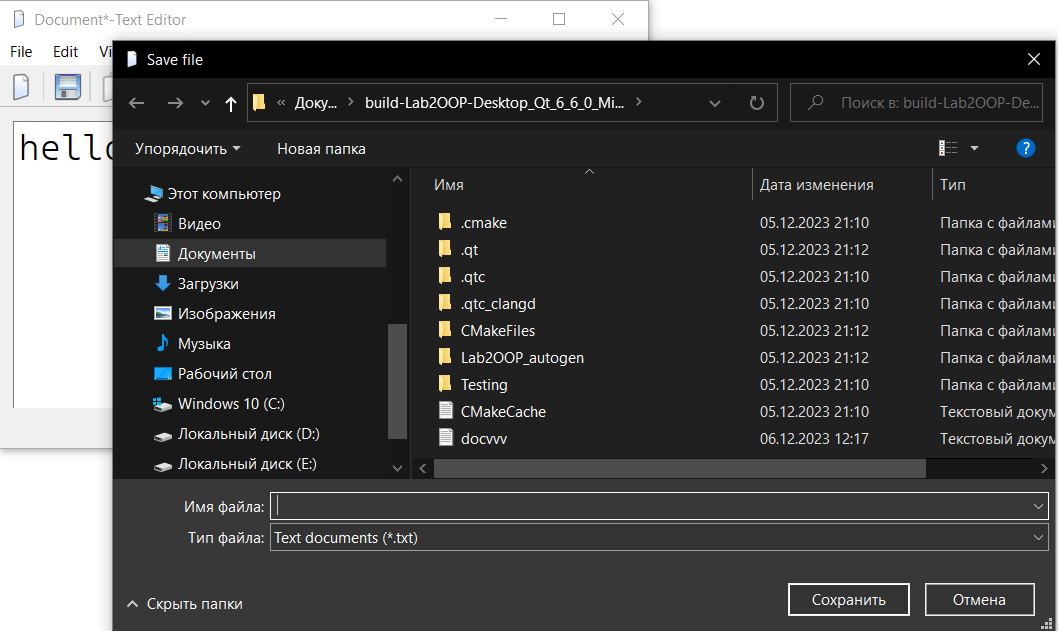 Document*-Text Editor
File Edit Vi
Save file
« Доку... build-Lab2OOP-Desktop_Qt_6_6_0_Mi...
Поиск в: build-Lab2OOP-De...
Упорядочить Новая папка
hello
Этот компьютер
Видео
Документы
Загрузки
Изображения
Музыка
Рабочий стол
Windows 10 (C:)
Локальный диск (D:)
Локальный диск (E:)
Имя Дата изменения Тип
.cmake 05.12.2023 21:10 Папка с файлами
.qt 05.12.2023 21:12 Папка с файлами
.qtc 05.12.2023 21:10 Папка с файлами
.qtc_clangd 05.12.2023 21:10 Папка с файлами
CMakeFiles 05.12.2023 21:12 Папка с файлами
Lab2OOP_autogen 05.12.2023 21:12 Папка с файлами
Testing 05.12.2023 21:10 Папка с файлами
CMakeCache 05.12.2023 21:10 Текстовый докум
docvvv 06.12.2023 12:17 Текстовый докум
Имя файла:
Тип файла: Text documents (*.txt)
Скрыть папки
Сохранить Отмена